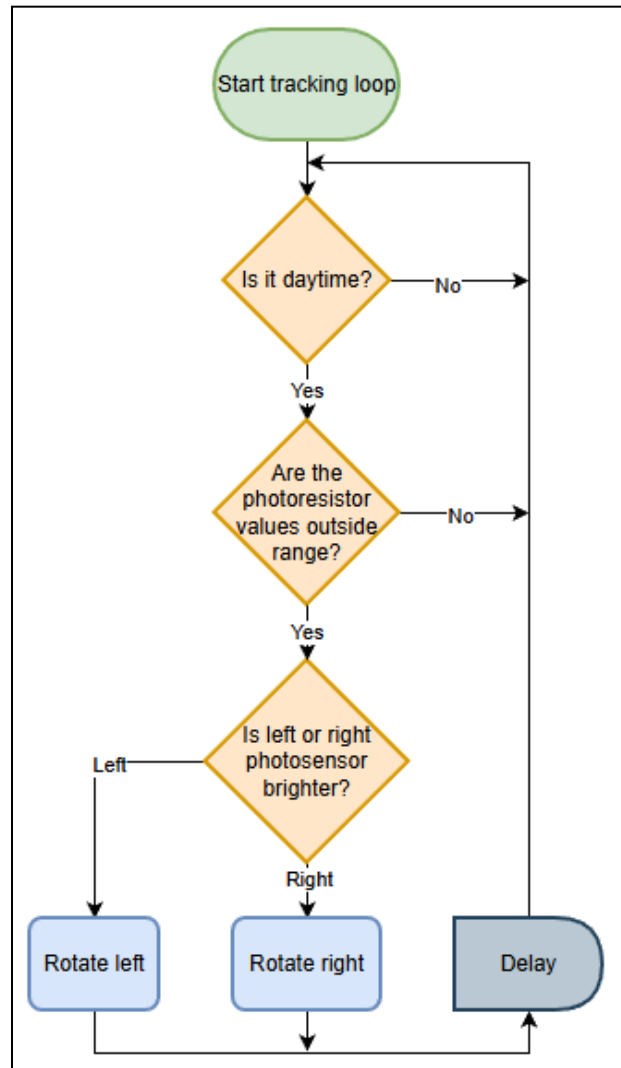 Start tracking loop
Is it daytime?
No
Yes
Are the
photoresistor
values outside
range?
No
Yes
Is left or right
photosensor
brighter?
Left
Right
Rotate left
Rotate right
Delay